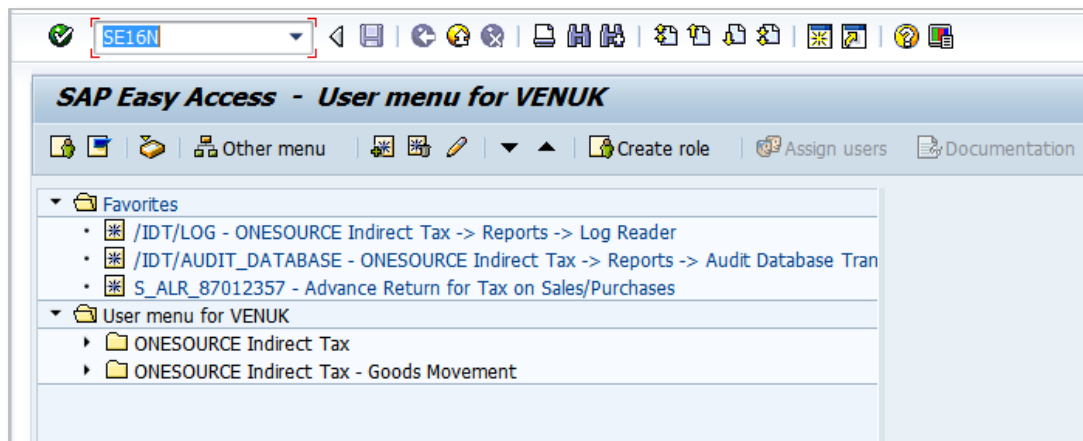 SE16N
SAP Easy Access - User menu for VENUK
Other menu Create role Assign users Documentation
Favorites
/IDT/LOG - ONESOURCE Indirect Tax -> Reports -> Log Reader
/IDT/AUDIT_DATABASE - ONESOURCE Indirect Tax -> Reports -> Audit Database Tran
S_ALR_87012357 - Advance Return for Tax on Sales/Purchases
User menu for VENUK
ONESOURCE Indirect Tax
ONESOURCE Indirect Tax - Goods Movement